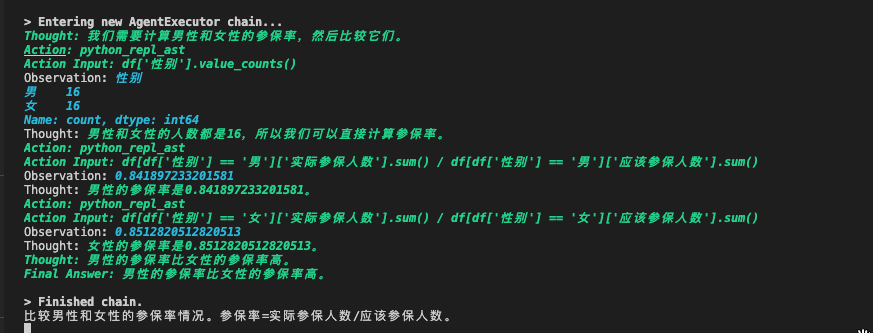 > Entering new AgentExecutor chain...
Thought: 我们需要计算男性和女性的参保率，然后比较它们。
Action: python_repl_ast
Action Input: df['性别'].value_counts()
Observation: 性别
男    16
女    16
Name: count, dtype: int64
Thought: 男性和女性的人数都是16，所以我们可以直接计算参保率。
Action: python_repl_ast
Action Input: df[df['性别'] == '男']['实际参保人数'].sum() / df[df['性别'] == '男']['应该参保人数'].sum()
Observation: 0.841897233201581
Thought: 男性的参保率是0.841897233201581。
Action: python_repl_ast
Action Input: df[df['性别'] == '女']['实际参保人数'].sum() / df[df['性别'] == '女']['应该参保人数'].sum()
Observation: 0.8512820512820513
Thought: 女性的参保率是0.8512820512820513。
Thought: 男性的参保率比女性的参保率高。
Final Answer: 男性的参保率比女性的参保率高。
> Finished chain.
比较男性和女性的参保率情况。参保率=实际参保人数/应该参保人数。